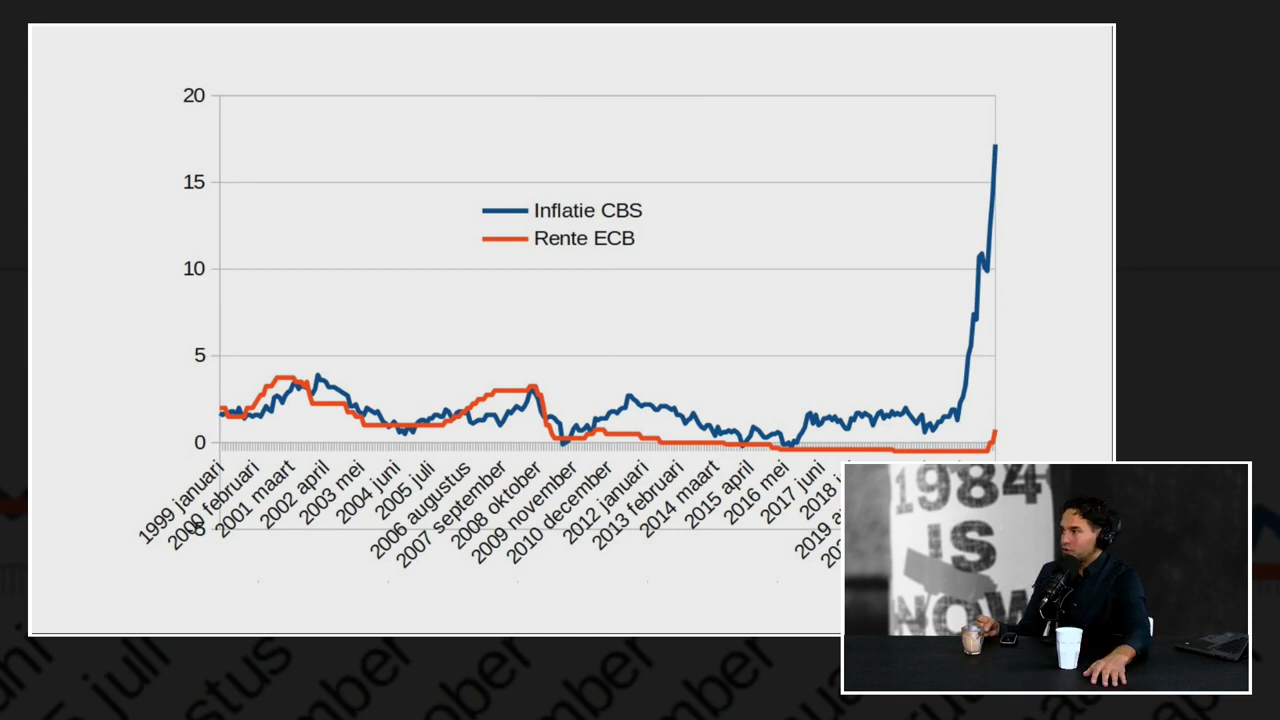 20
15
10
5
0
-5
Inflatie CBS
Rente ECB
1999 januari
2000 februari
2001 maart
2002 april
2003 mei
2004 juni
2005 juli
2006 augustus
2007 september
2008 oktober
2009 november
2010 december
2012 januari
2013 februari
2014 maart
2015 april
2016 mei
2017 juni
2018
2019
1984
IS
NOW